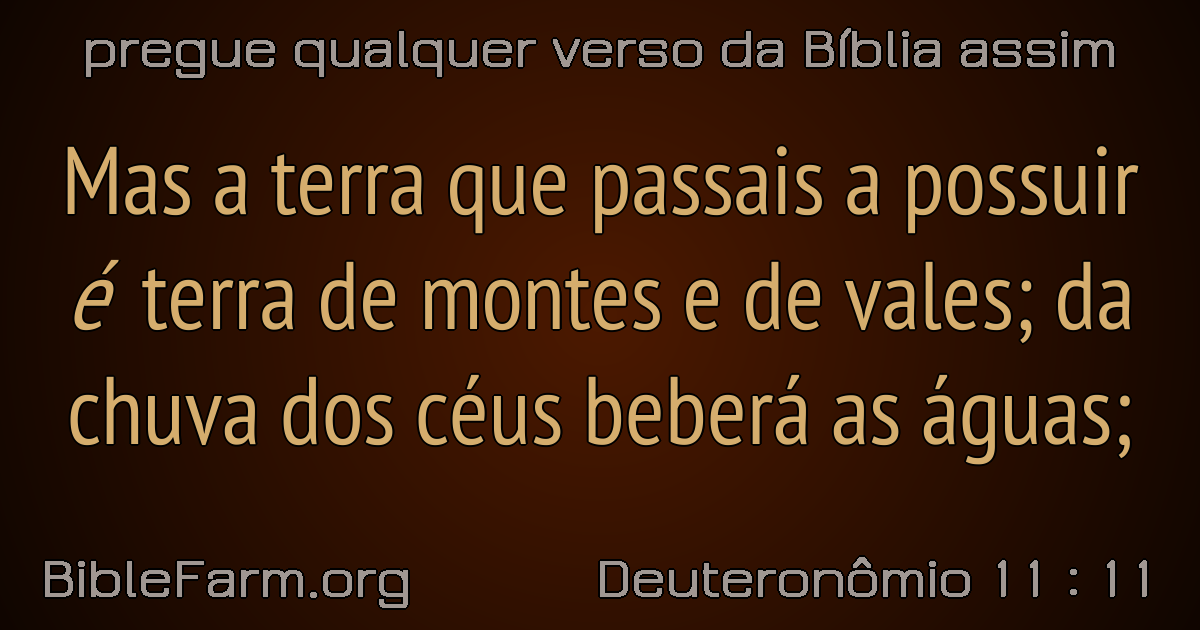 pregue qualquer verso da Bíblia assim
Mas a terra que passais a possuir
é terra de montes e de vales; da
chuva dos céus beberá as águas;
BibleFarm.org
Deuteronômio 11 : 11